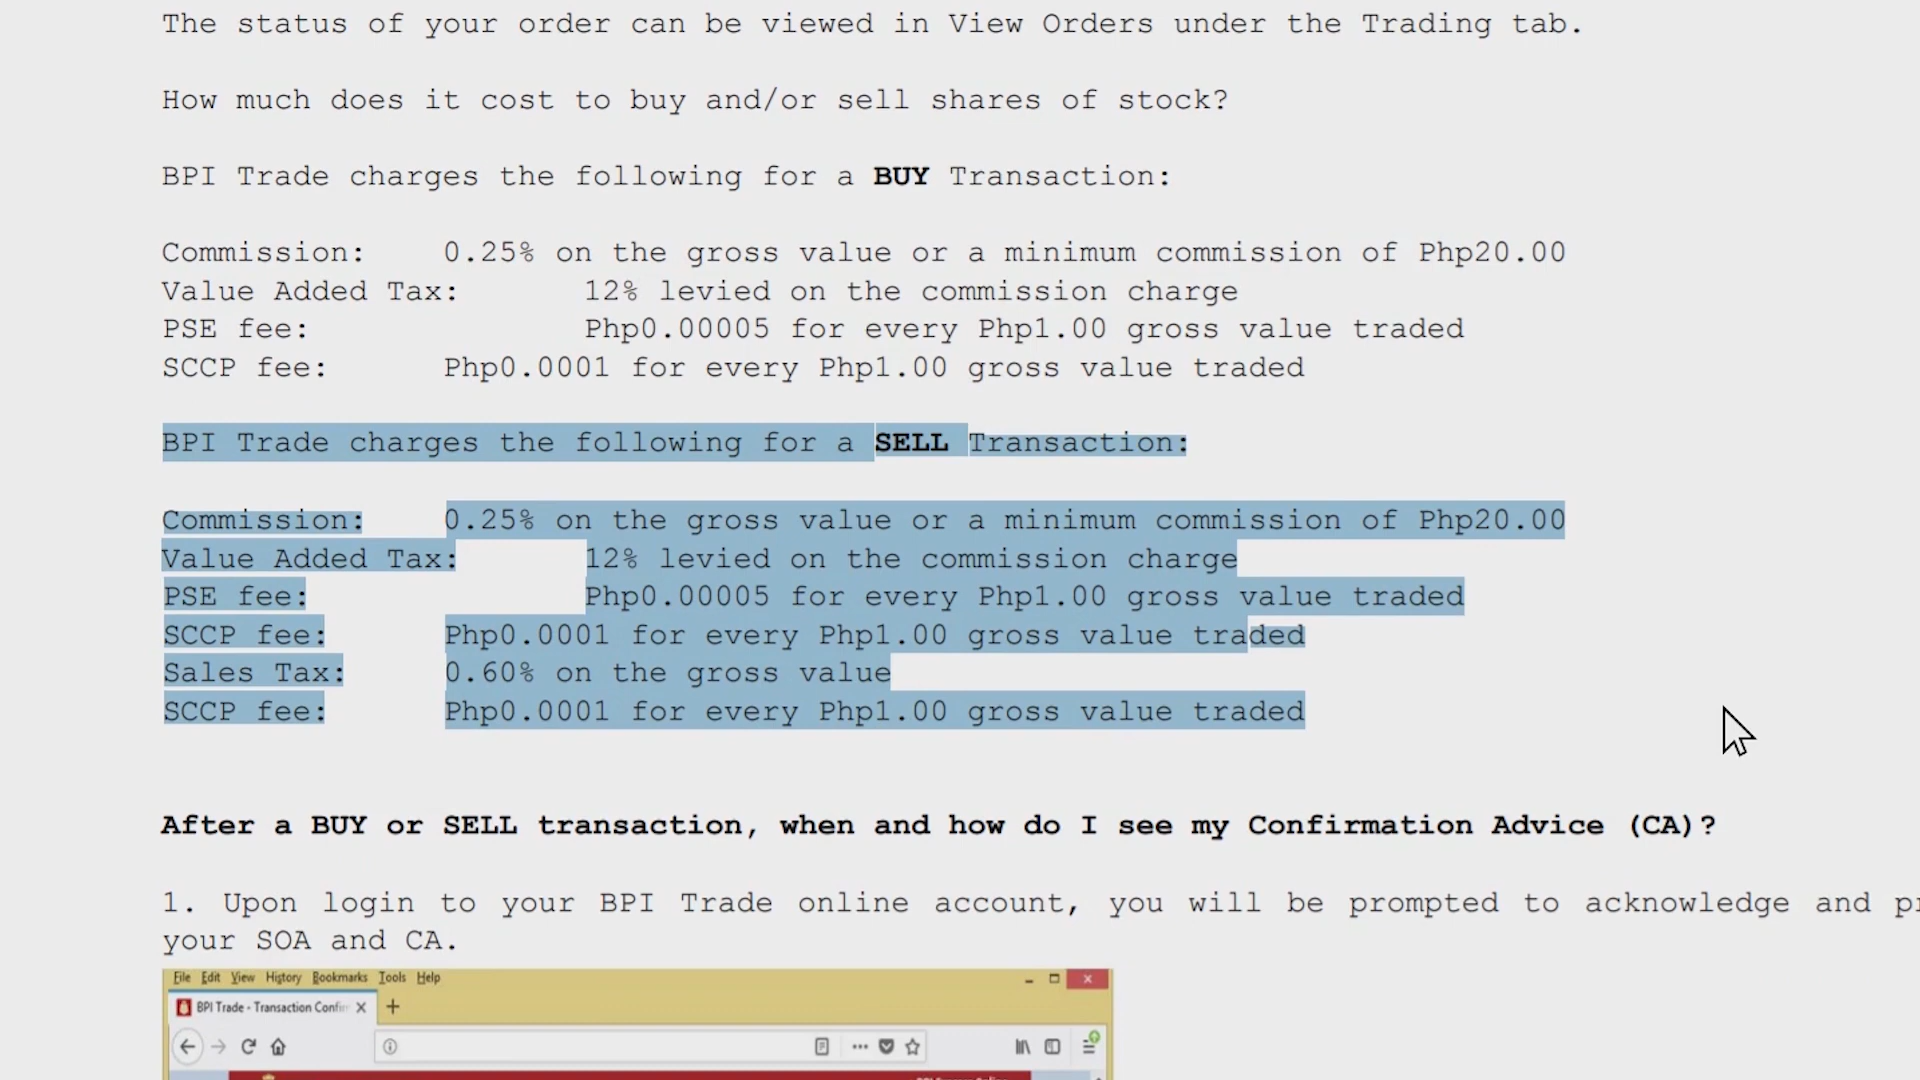 The status of your order can be viewed in View Orders under the Trading tab.
How much does it cost to buy and/or sell shares of stock?
BPI Trade charges the following for a BUY Transaction:
Commission: 0.25% on the gross value or a minimum commission of Php20.00
Value Added Tax: 12% levied on the commission charge
PSE fee: Php0.00005 for every Php1.00 gross value traded
SCCP fee: Php0.0001 for every Php1.00 gross value traded
BPI Trade charges the following for a SELL Transaction:
Commission: 0.25% on the gross value or a minimum commission of Php20.00
Value Added Tax: 12% levied on the commission charge
PSE fee: Php0.00005 for every Php1.00 gross value traded
SCCP fee: Php0.0001 for every Php1.00 gross value traded
Sales Tax: 0.60% on the gross value
SCCP fee: Php0.0001 for every Php1.00 gross value traded
After a BUY or SELL transaction, when and how do I see my Confirmation Advice (CA)?
1. Upon login to your BPI Trade online account, you will be prompted to acknowledge and
your SOA and CA.
File Edit View History Bookmarks Tools Help
BPI Trade - Transaction Confir